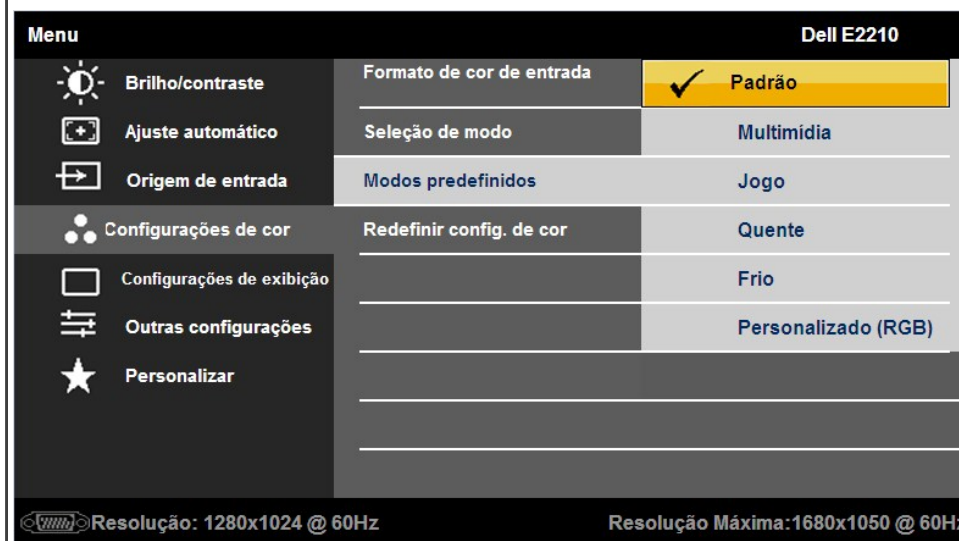 Menu Dell E2210
Brilho/contraste
Ajuste automático
Origem de entrada
Configurações de cor
Configurações de exibição
Outras configurações
Personalizar
Formato de cor de entrada
Seleção de modo
Modos predefinidos
Redefinir config. de cor
Padrão
Multimídia
Jogo
Quente
Frio
Personalizado (RGB)
Resolução: 1280x1024 @ 60Hz Resolução Máxima:1680x1050 @ 60Hz